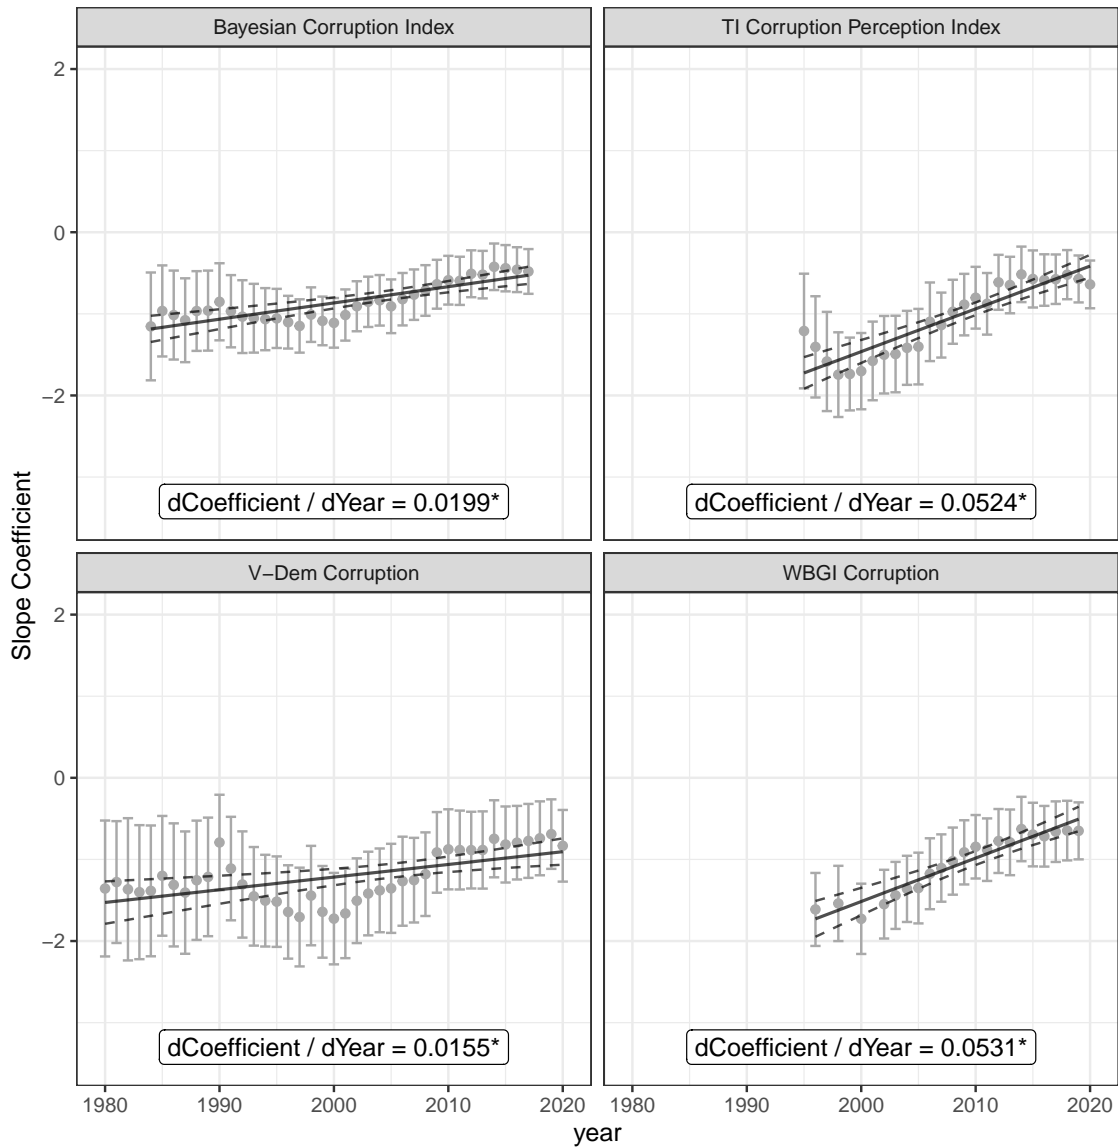 Bayesian Corruption Index
TI Corruption Perception Index
2
0
−2
dCoefficient / dYear = 0.0199*
dCoefficient / dYear = 0.0524*
Slope Coefficient
V−Dem Corruption
WBGI Corruption
2
0
−2
dCoefficient / dYear = 0.0155*
dCoefficient / dYear = 0.0531*
1980 1990 2000 2010 2020 1980 1990 2000 2010 2020
year